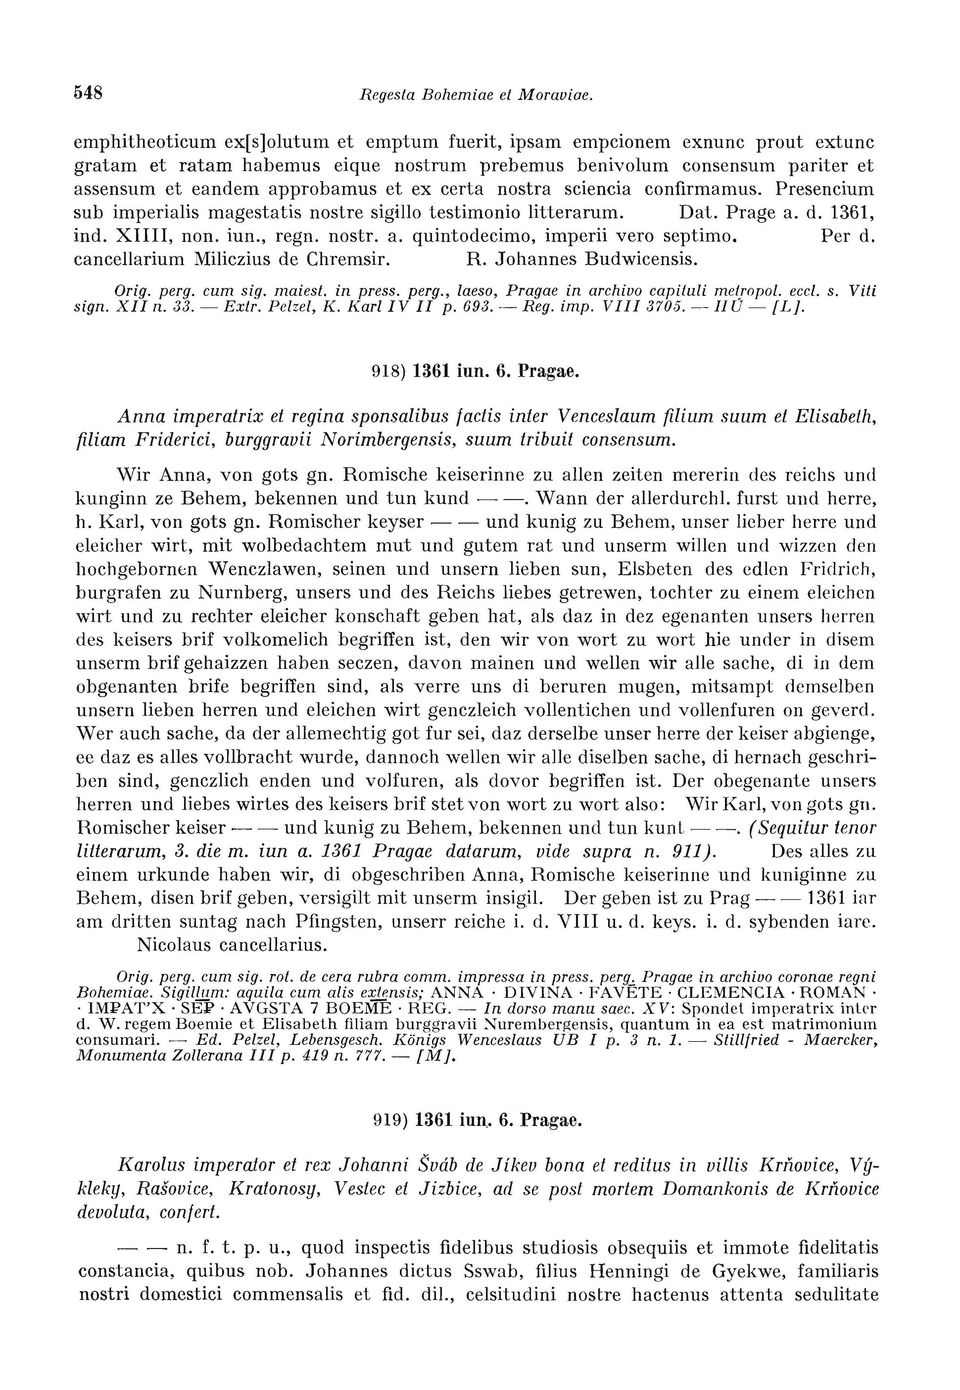 548 Regesta Bohemiae et Moraviae.
emphitheoticum ex[s]olutum et emptum fuerit, ipsam empcionem exnunc prout extunc
gratam et ratam habemus eique nostrum prebemus benivolum consensum pariter et
assensum et eandem approbamus et ex certa nostra sciencia confirmamus. Presencium
sub imperialis magestatis nostre sigillo testimonio litterarum. Dat. Prage a. d. 1361,
ind. XIIII, non. iun., regn. nostr. a. quintodecimo, imperii vero septimo. Per d.
cancellarium Miliczius de Chremsir. R. Johannes Budwicensis.
Orig. perg. cum sig. maiest. in press. perg., laeso, Pragae in archivo capituli metropol. eccl. s. Viti
sign. XII n. 33. — Extr. Pelzel, K. Karl IV II p. 693. — Reg. imp. VIII 3705. — HÚ — [L].
918) 1361 iun. 6. Pragae.
Anna imperatrix et regina sponsalibus factis inter Venceslaum filium suum et Elisabeth,
filiam Friderici, burggravii Norimbergensis, suum tribuit consensum.
Wir Anna, von gots gn. Romische keiserinne zu allen zeiten mererin des reichs und
kunginn ze Behem, bekennen und tun kund — —. Wann der allerdurchl. furst und herre,
h. Karl, von gots gn. Romischer keyser — — und kunig zu Behem, unser lieber herre und
eleicher wirt, mit wolbedachtem mut und gutem rat und unserm willen und wizzen den
hochgebornen Wenczlawen, seinen und unsern lieben sun, Elsbeten des edlen Fridrich,
burgrafen zu Nurnberg, unsers und des Reichs liebes getrewen, tochter zu einem eleichen
wirt und zu rechter eleicher konschaft geben hat, als daz in dez egenanten unsers herren
des keisers brif volkomelich begriffen ist, den wir von wort zu wort hie under in disem
unserm brif gehaizzen haben seczen, davon mainen und wellen wir alle sache, di in dem
obgenanten brife begriffen sind, als verre uns di beruren mugen, mitsampt demselben
unsern lieben herren und eleichen wirt genczleich vollentichen und vollenfuren on geverd.
Wer auch sache, da der allemechtig got fur sei, daz derselbe unser herre der keiser abgienge,
ee daz es alles vollbracht wurde, dannoch wellen wir alle diselben sache, di hernach geschri-
ben sind, genczlich enden und volfuren, als dovor begriffen ist. Der obegenante unsers
herren und liebes wirtes des keisers brif stet von wort zu wort also: Wir Karl, von gots gn.
Romischer keiser — — und kunig zu Behem, bekennen und tun kunt — —. (Sequitur tenor
litterarum, 3. die m. iun a. 1361 Pragae datarum, vide supra n. 911). Des alles zu
einem urkunde haben wir, di obgeschriben Anna, Romische keiserinne und kuniginne zu
Behem, disen brif geben, versigilt mit unserm insigil. Der geben ist zu Prag — — 1361 iar
am dritten suntag nach Pfingsten, unserr reiche i. d. VIII u. d. keys. i. d. sybenden iare.
Nicolaus cancellarius.
Orig. perg. cum sig. rot. de cera rubra comm. impressa in press. perg. Pragae in archivo coronae regni
Bohemiae. Sigillum: aquila cum alis extensis; ANNA · DIVINA · FAVETE · CLEMENCIA · ROMAN ·
· IMPAT'X · SEP · AVGSTA 7 BOEME · REG. — In dorso manu saec. XV: Spondet imperatrix inter
d. W. regem Boemie et Elisabeth filiam burggravii Nurembergensis, quantum in ea est matrimonium
consumari. — Ed. Pelzel, Lebensgesch. Königs Wenceslaus UB I p. 3 n. 1. — Stillfried - Maercker,
Monumenta Zollerana III p. 419 n. 777. — [M].
919) 1361 iun. 6. Pragae.
Karolus imperator et rex Johanni Šváb de Jíkev bona et reditus in villis Krňovice, Vý-
kleky, Rašovice, Kratonosy, Vestec et Jizbice, ad se post mortem Domankonis de Krňovice
devoluta, confert.
— — n. f. t. p. u., quod inspectis fidelibus studiosis obsequiis et immote fidelitatis
constancia, quibus nob. Johannes dictus Sswab, filius Henningi de Gyekwe, familiaris
nostri domestici commensalis et fid. dil., celsitudini nostre hactenus attenta sedulitate